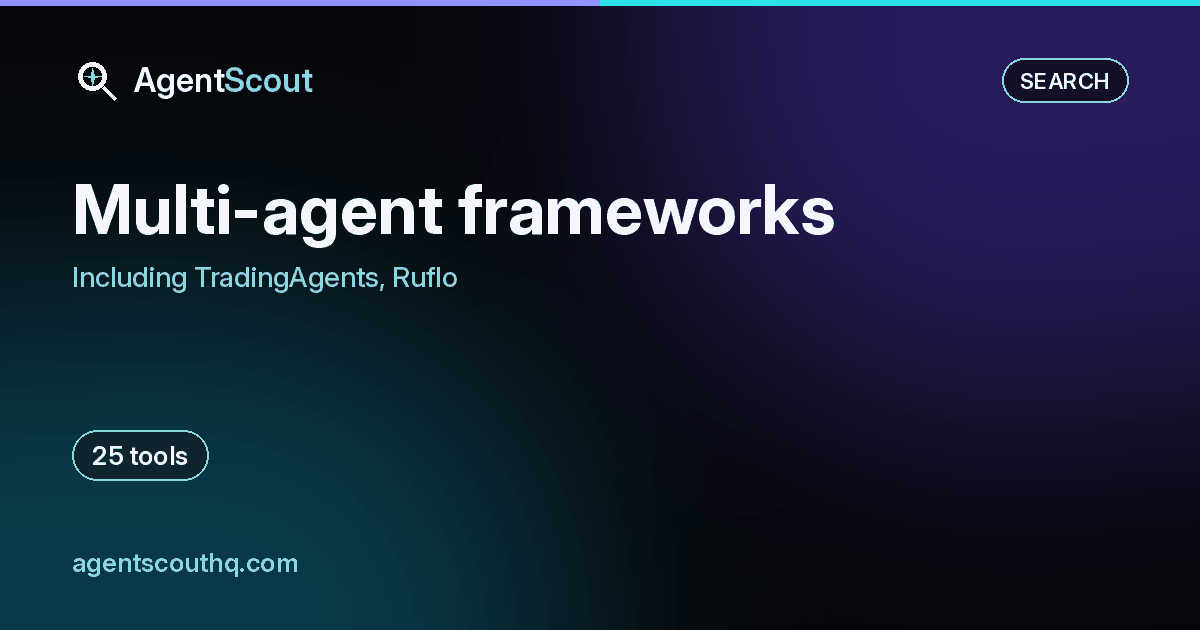 AgentScout
SEARCH
Multi-agent frameworks
Including TradingAgents, Ruflo
25 tools
agentscouthq.com